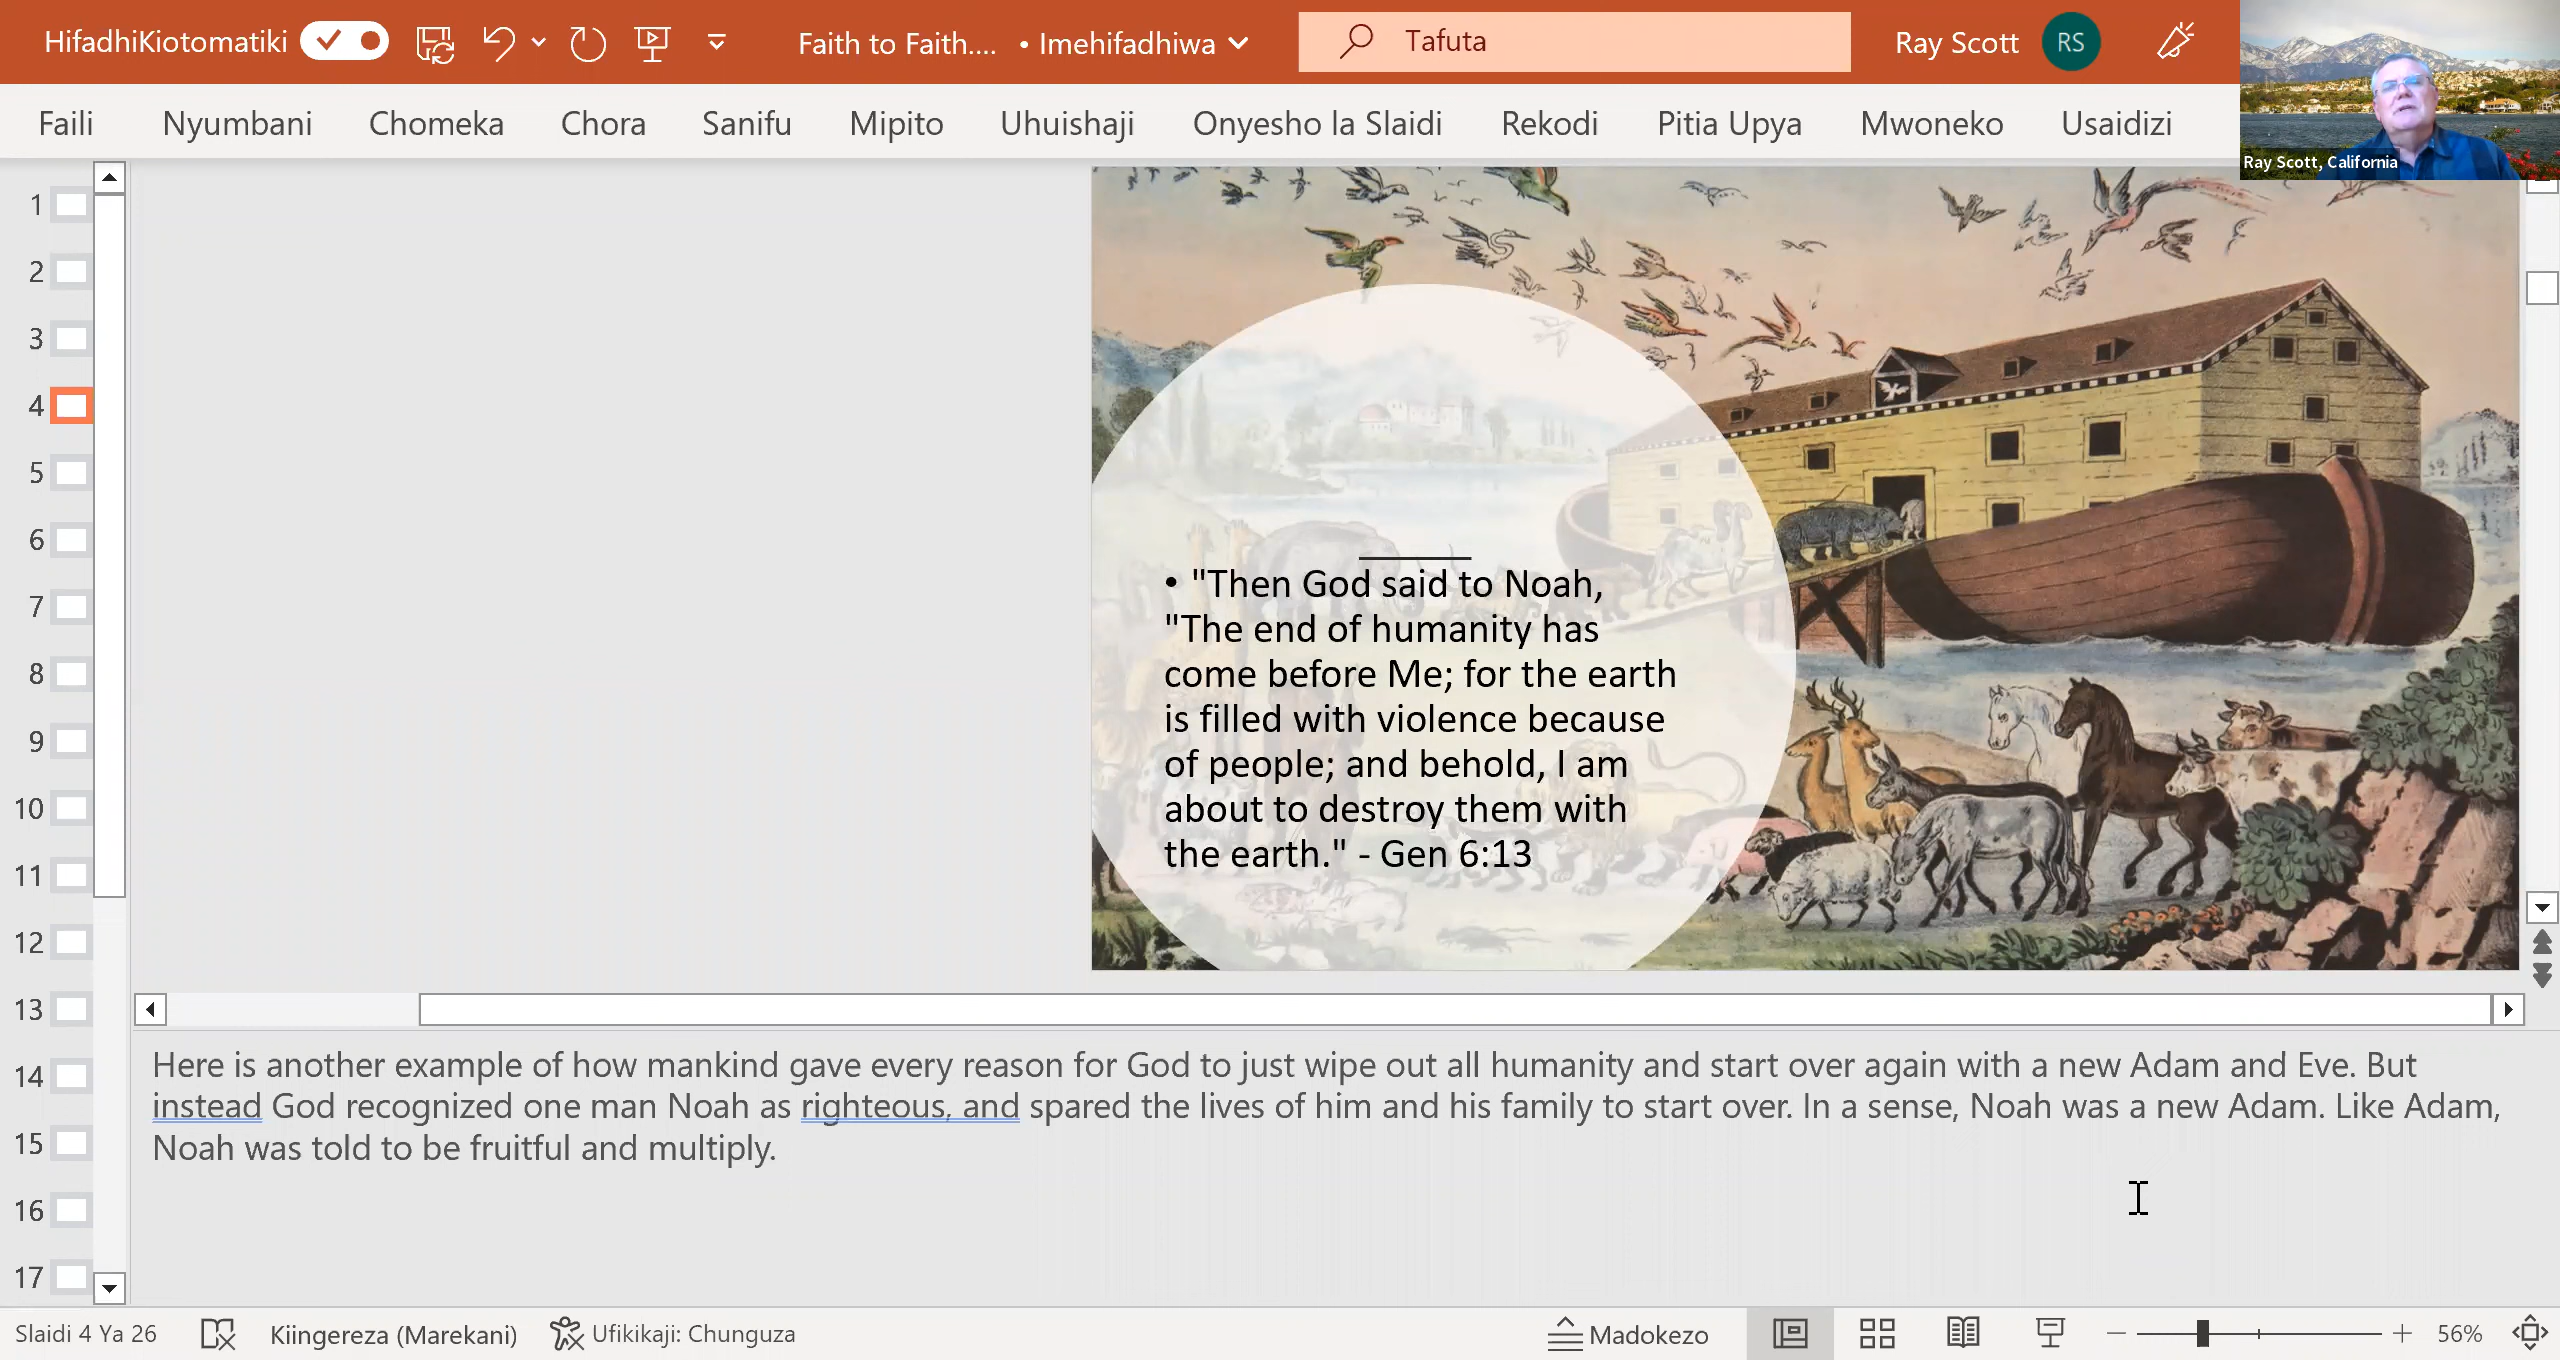 HifadhiKiotomatiki
Faith to Faith.... • Imehifadhiwa
Tafuta
Ray Scott RS
Faili Nyumbani Chomeka Chora Sanifu Mipito Uhuishaji Onyesho la Slaidi Rekodi Pitia Upya Mwoneko Usaidizi
Ray Scott, California
1
2
3
4
5
6
7
8
9
10
11
12
13
14
15
16
17
• "Then God said to Noah,
"The end of humanity has
come before Me; for the earth
is filled with violence because
of people; and behold, I am
about to destroy them with
the earth." - Gen 6:13
Here is another example of how mankind gave every reason for God to just wipe out all humanity and start over again with a new Adam and Eve. But
instead God recognized one man Noah as righteous, and spared the lives of him and his family to start over. In a sense, Noah was a new Adam. Like Adam,
Noah was told to be fruitful and multiply.
Slaidi 4 Ya 26 Kiingereza (Marekani) Ufikikaji: Chunguza Madokezo 56%